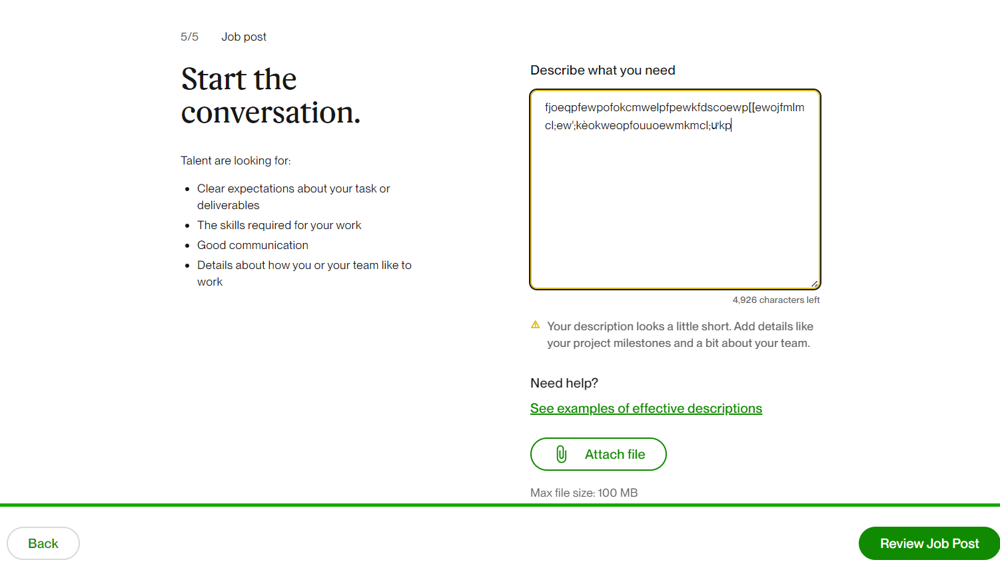 5/5 Job post
Start the
conversation.
Talent are looking for:
Clear expectations about your task or
deliverables
The skills required for your work
Good communication
Details about how you or your team like to
work
Describe what you need
fjoeqpfewpofokcmwelpfpewkfdscoewp[[ewojfmlm
cl;ew';kèokweopfouuoewmkmcl;ưkp
4,926 characters left
Your description looks a little short. Add details like
your project milestones and a bit about your team.
Need help?
See examples of effective descriptions
Attach file
Max file size: 100 MB
Back
Review Job Post